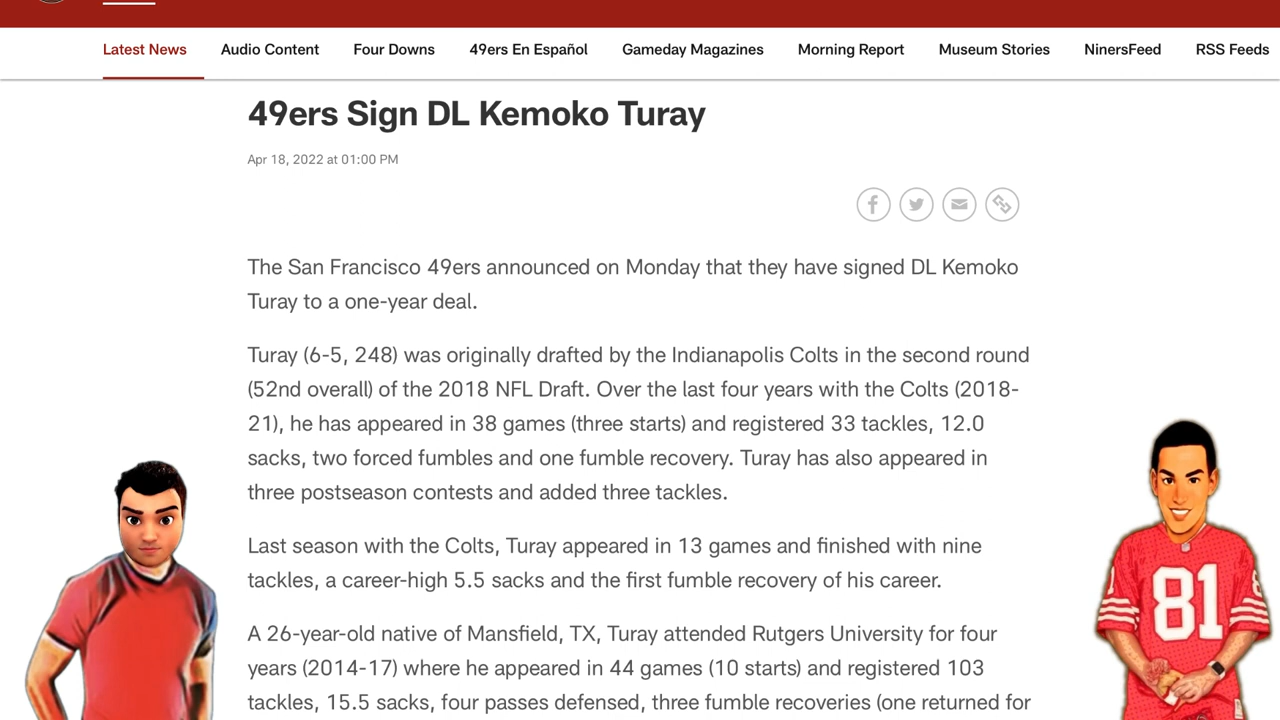 Latest News Audio Content Four Downs 49ers En Español Gameday Magazines Morning Report Museum Stories NinersFeed RSS Feeds
49ers Sign DL Kemoko Turay
Apr 18, 2022 at 01:00 PM
The San Francisco 49ers announced on Monday that they have signed DL Kemoko
Turay to a one-year deal.
Turay (6-5, 248) was originally drafted by the Indianapolis Colts in the second round
(52nd overall) of the 2018 NFL Draft. Over the last four years with the Colts (2018-
21), he has appeared in 38 games (three starts) and registered 33 tackles, 12.0
sacks, two forced fumbles and one fumble recovery. Turay has also appeared in
three postseason contests and added three tackles.
Last season with the Colts, Turay appeared in 13 games and finished with nine
tackles, a career-high 5.5 sacks and the first fumble recovery of his career.
A 26-year-old native of Mansfield, TX, Turay attended Rutgers University for four
years (2014-17) where he appeared in 44 games (10 starts) and registered 103
tackles, 15.5 sacks, four passes defensed, three fumble recoveries (one returned for
81